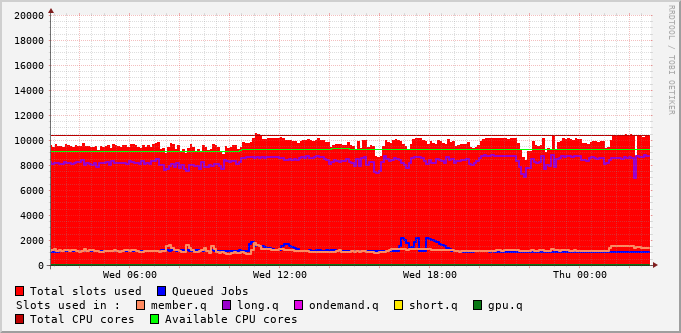 20000
18000
16000
14000
12000
10000
8000
6000
4000
2000
0
Wed 06:00 Wed 12:00 Wed 18:00 Thu 00:00
Total slots used Queued Jobs
Slots used in : member.q long.q ondemand.q short.q gpu.q
Total CPU cores Available CPU cores
RRDTOOL / TOBI OETIKER